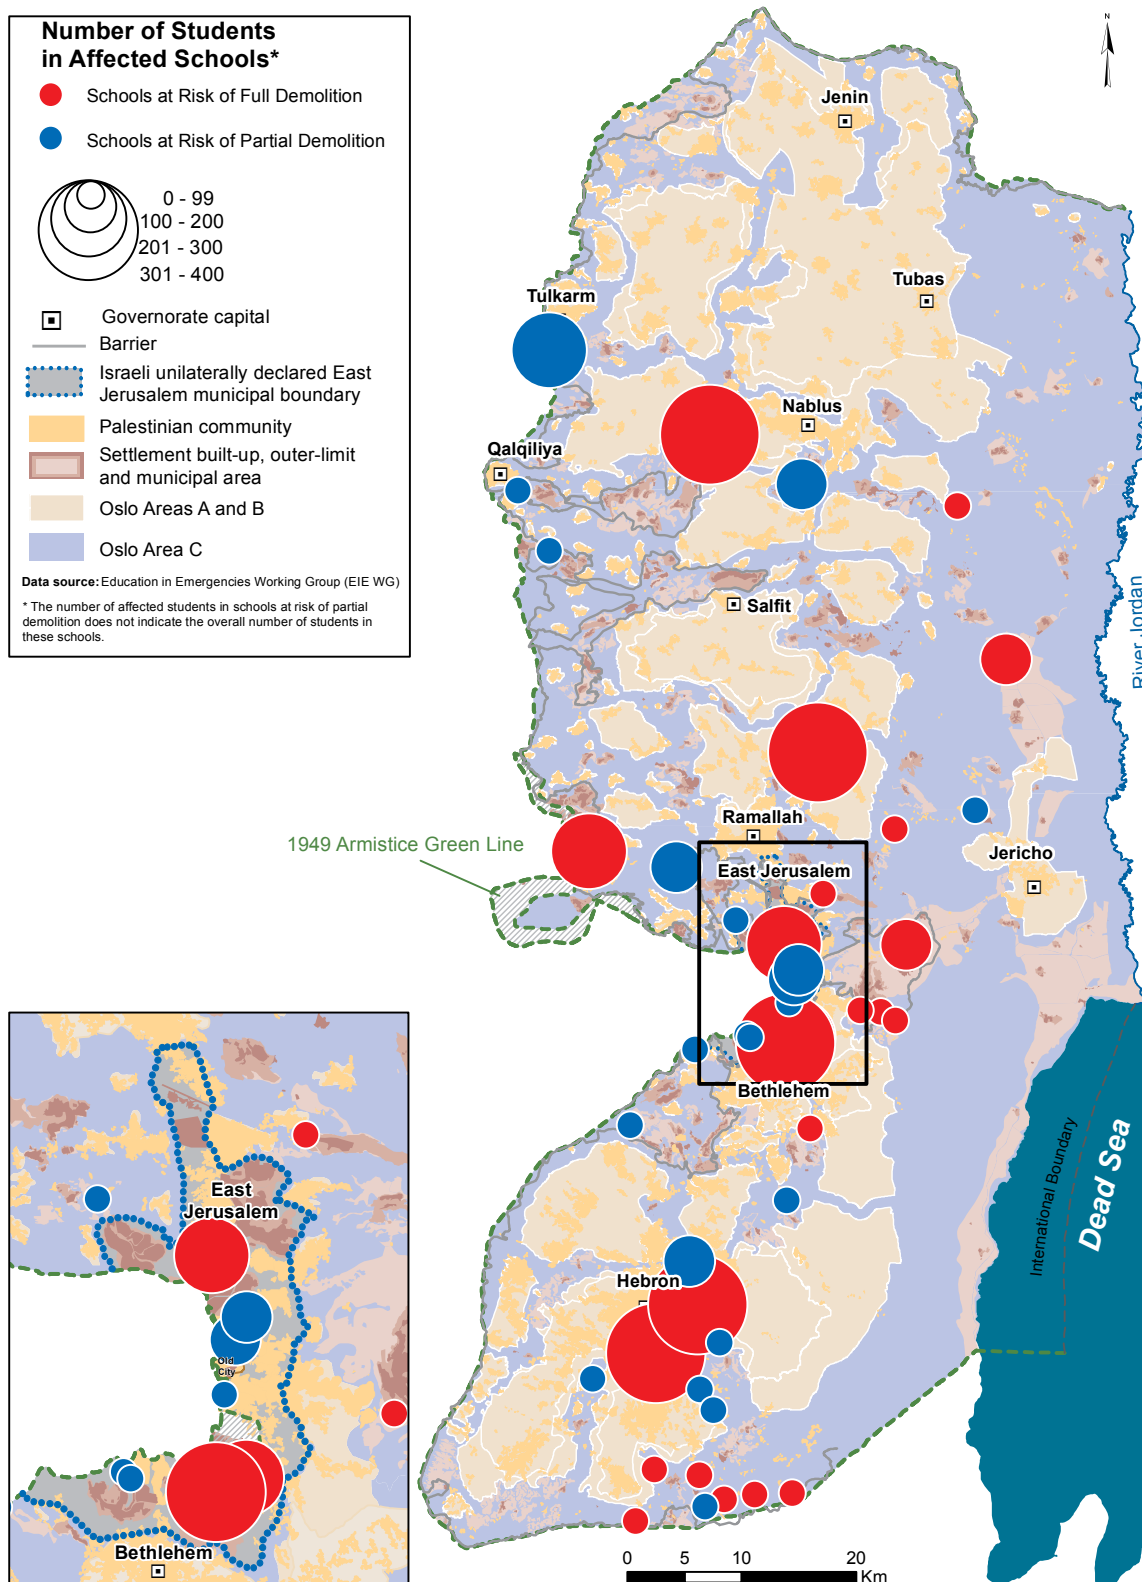 Number of Students
in Affected Schools*
Schools at Risk of Full Demolition
Schools at Risk of Partial Demolition
0 - 99
100 - 200
201 - 300
301 - 400
Governorate capital
Barrier
Israeli unilaterally declared East
Jerusalem municipal boundary
Palestinian community
Settlement built-up, outer-limit
and municipal area
Oslo Areas A and B
Oslo Area C
Data source: Education in Emergencies Working Group (EIE WG)
* The number of affected students in schools at risk of partial
demolition does not indicate the overall number of students in
these schools.
N
Jenin
Tubas
Tulkarm
Nablus
Qalqiliya
Salfit
River Jordan
Ramallah
1949 Armistice Green Line
Jericho
East Jerusalem
Bethlehem
Hebron
International Boundary
Dead Sea
East
Jerusalem
Old
City
Bethlehem
0 5 10 20
Km